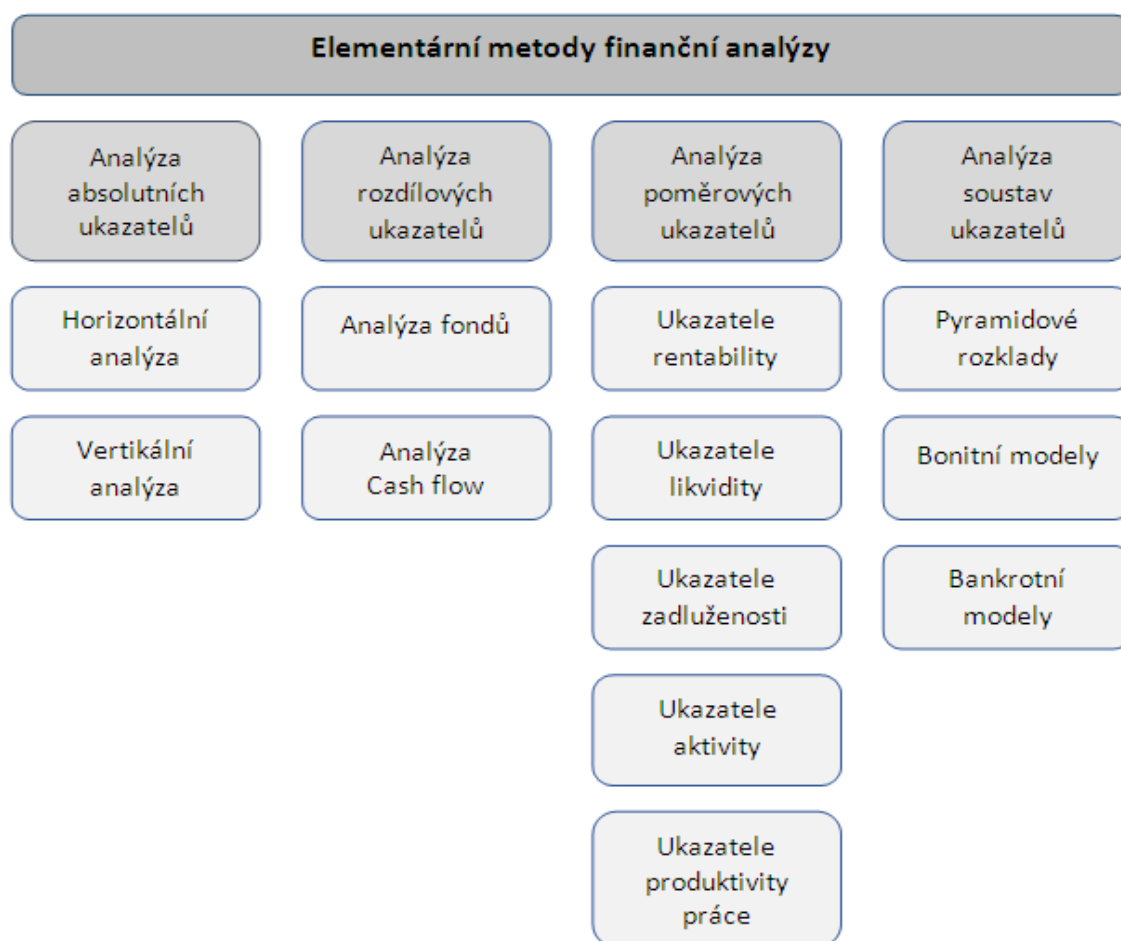 Elementární metody finanční analýzy
Analýza
absolutních
ukazatelů
Analýza
rozdílových
ukazatelů
Analýza
poměrových
ukazatelů
Analýza
soustav
ukazatelů
Horizontální
analýza
Analýza fondů
Ukazatele
rentability
Pyramidové
rozklady
Vertikální
analýza
Analýza
Cash flow
Ukazatele
likvidity
Bonitní modely
Ukazatele
zadluženosti
Bankrotní
modely
Ukazatele
aktivity
Ukazatele
produktivity
práce